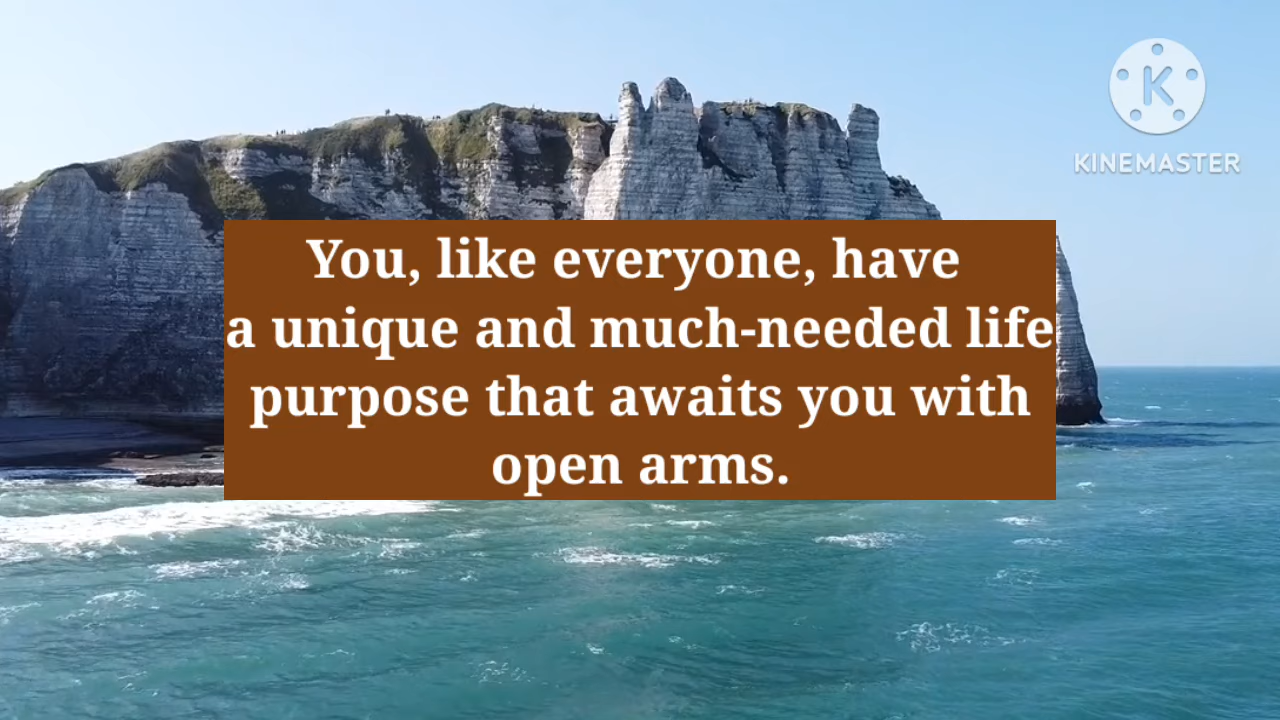 KINEMASTER
You, like everyone, have
a unique and much-needed life
purpose that awaits you with
open arms.